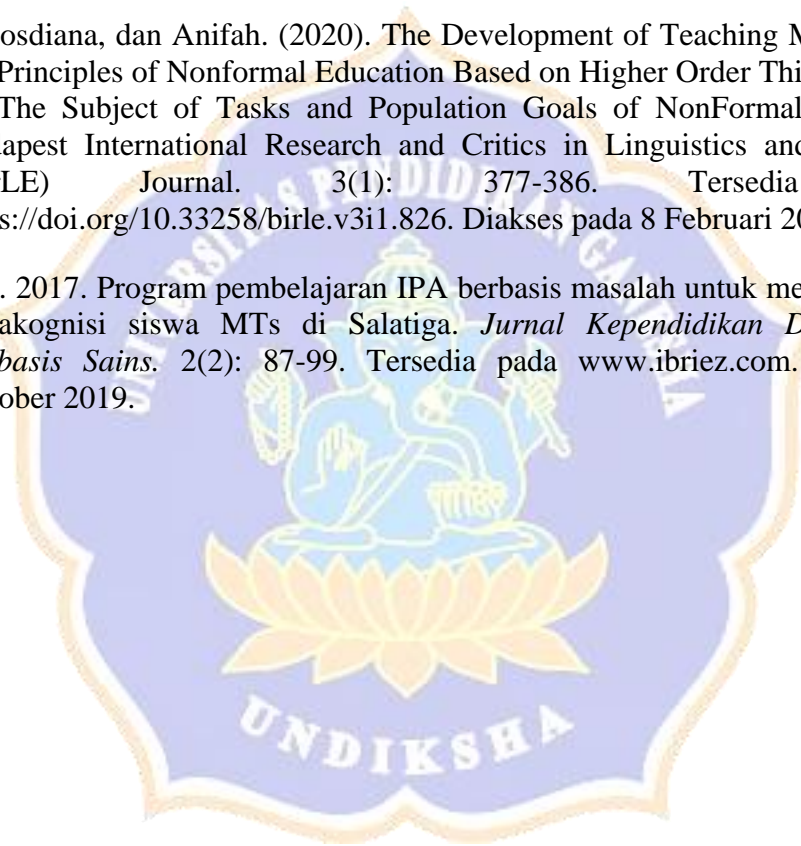 osdiana, dan Anifah. (2020). The Development of Teaching M
Principles of Nonformal Education Based on Higher Order Thi
The Subject of Tasks and Population Goals of NonFormal
dapest International Research and Critics in Linguistics and
LE) Journal. 3(1): 377-386. Tersedia
s://doi.org/10.33258/birle.v3i1.826. Diakses pada 8 Februari 20
. 2017. Program pembelajaran IPA berbasis masalah untuk me
akognisi siswa MTs di Salatiga. Jurnal Kependidikan D
basis Sains. 2(2): 87-99. Tersedia pada www.ibriez.com.
ober 2019.
UNIVERSITAS PENDIDIKAN GANESHA
UNDIKSHA